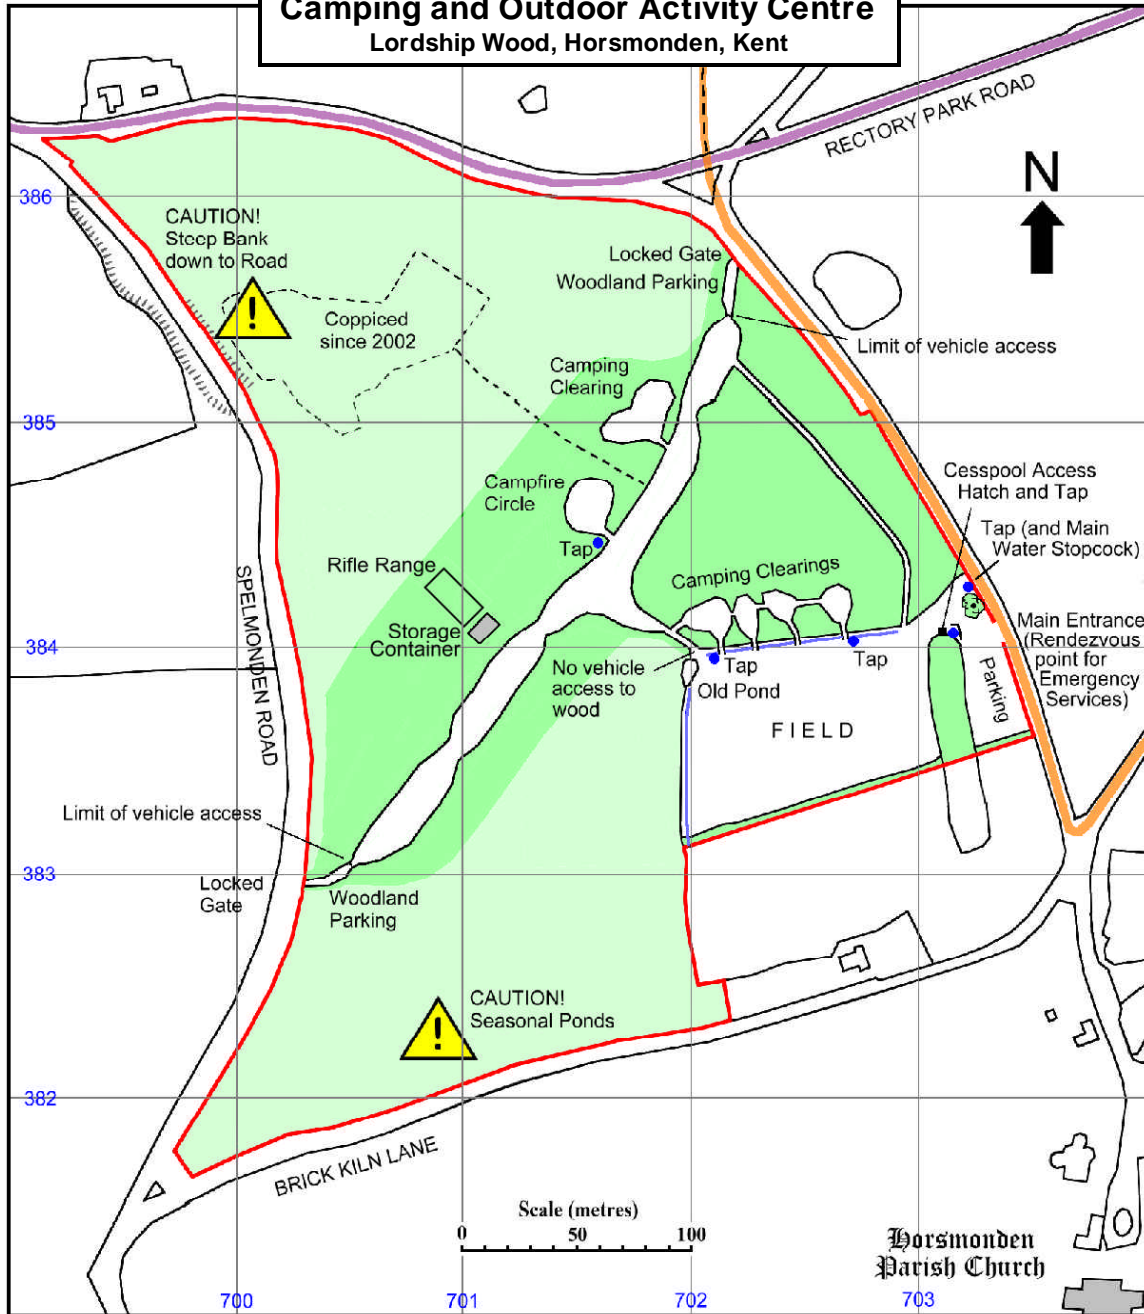 Camping and Outdoor Activity Centre
Lordship Wood, Horsmonden, Kent
RECTORY PARK ROAD
N
386
CAUTION!
Steep Bank
down to Road
!
Locked Gate
Woodland Parking
Coppiced
since 2002
Limit of vehicle access
Camping
Clearing
385
Campfire
Circle
Cesspool Access
Hatch and Tap
Tap (and Main
Water Stopcock)
Tap
Rifle Range
Camping Clearings
SPELMONDEN ROAD
Storage
Container
384
Main Entrance
(Rendezvous
point for
Emergency
Services)
No vehicle
access to
wood
Tap
Tap
Old Pond
Parking
FIELD
Limit of vehicle access
383
Locked
Gate
Woodland
Parking
CAUTION!
Seasonal Ponds
!
382
BRICK KILN LANE
Scale (metres)
0 50 100
Horsmonden
Parish Church
700 701 702 703